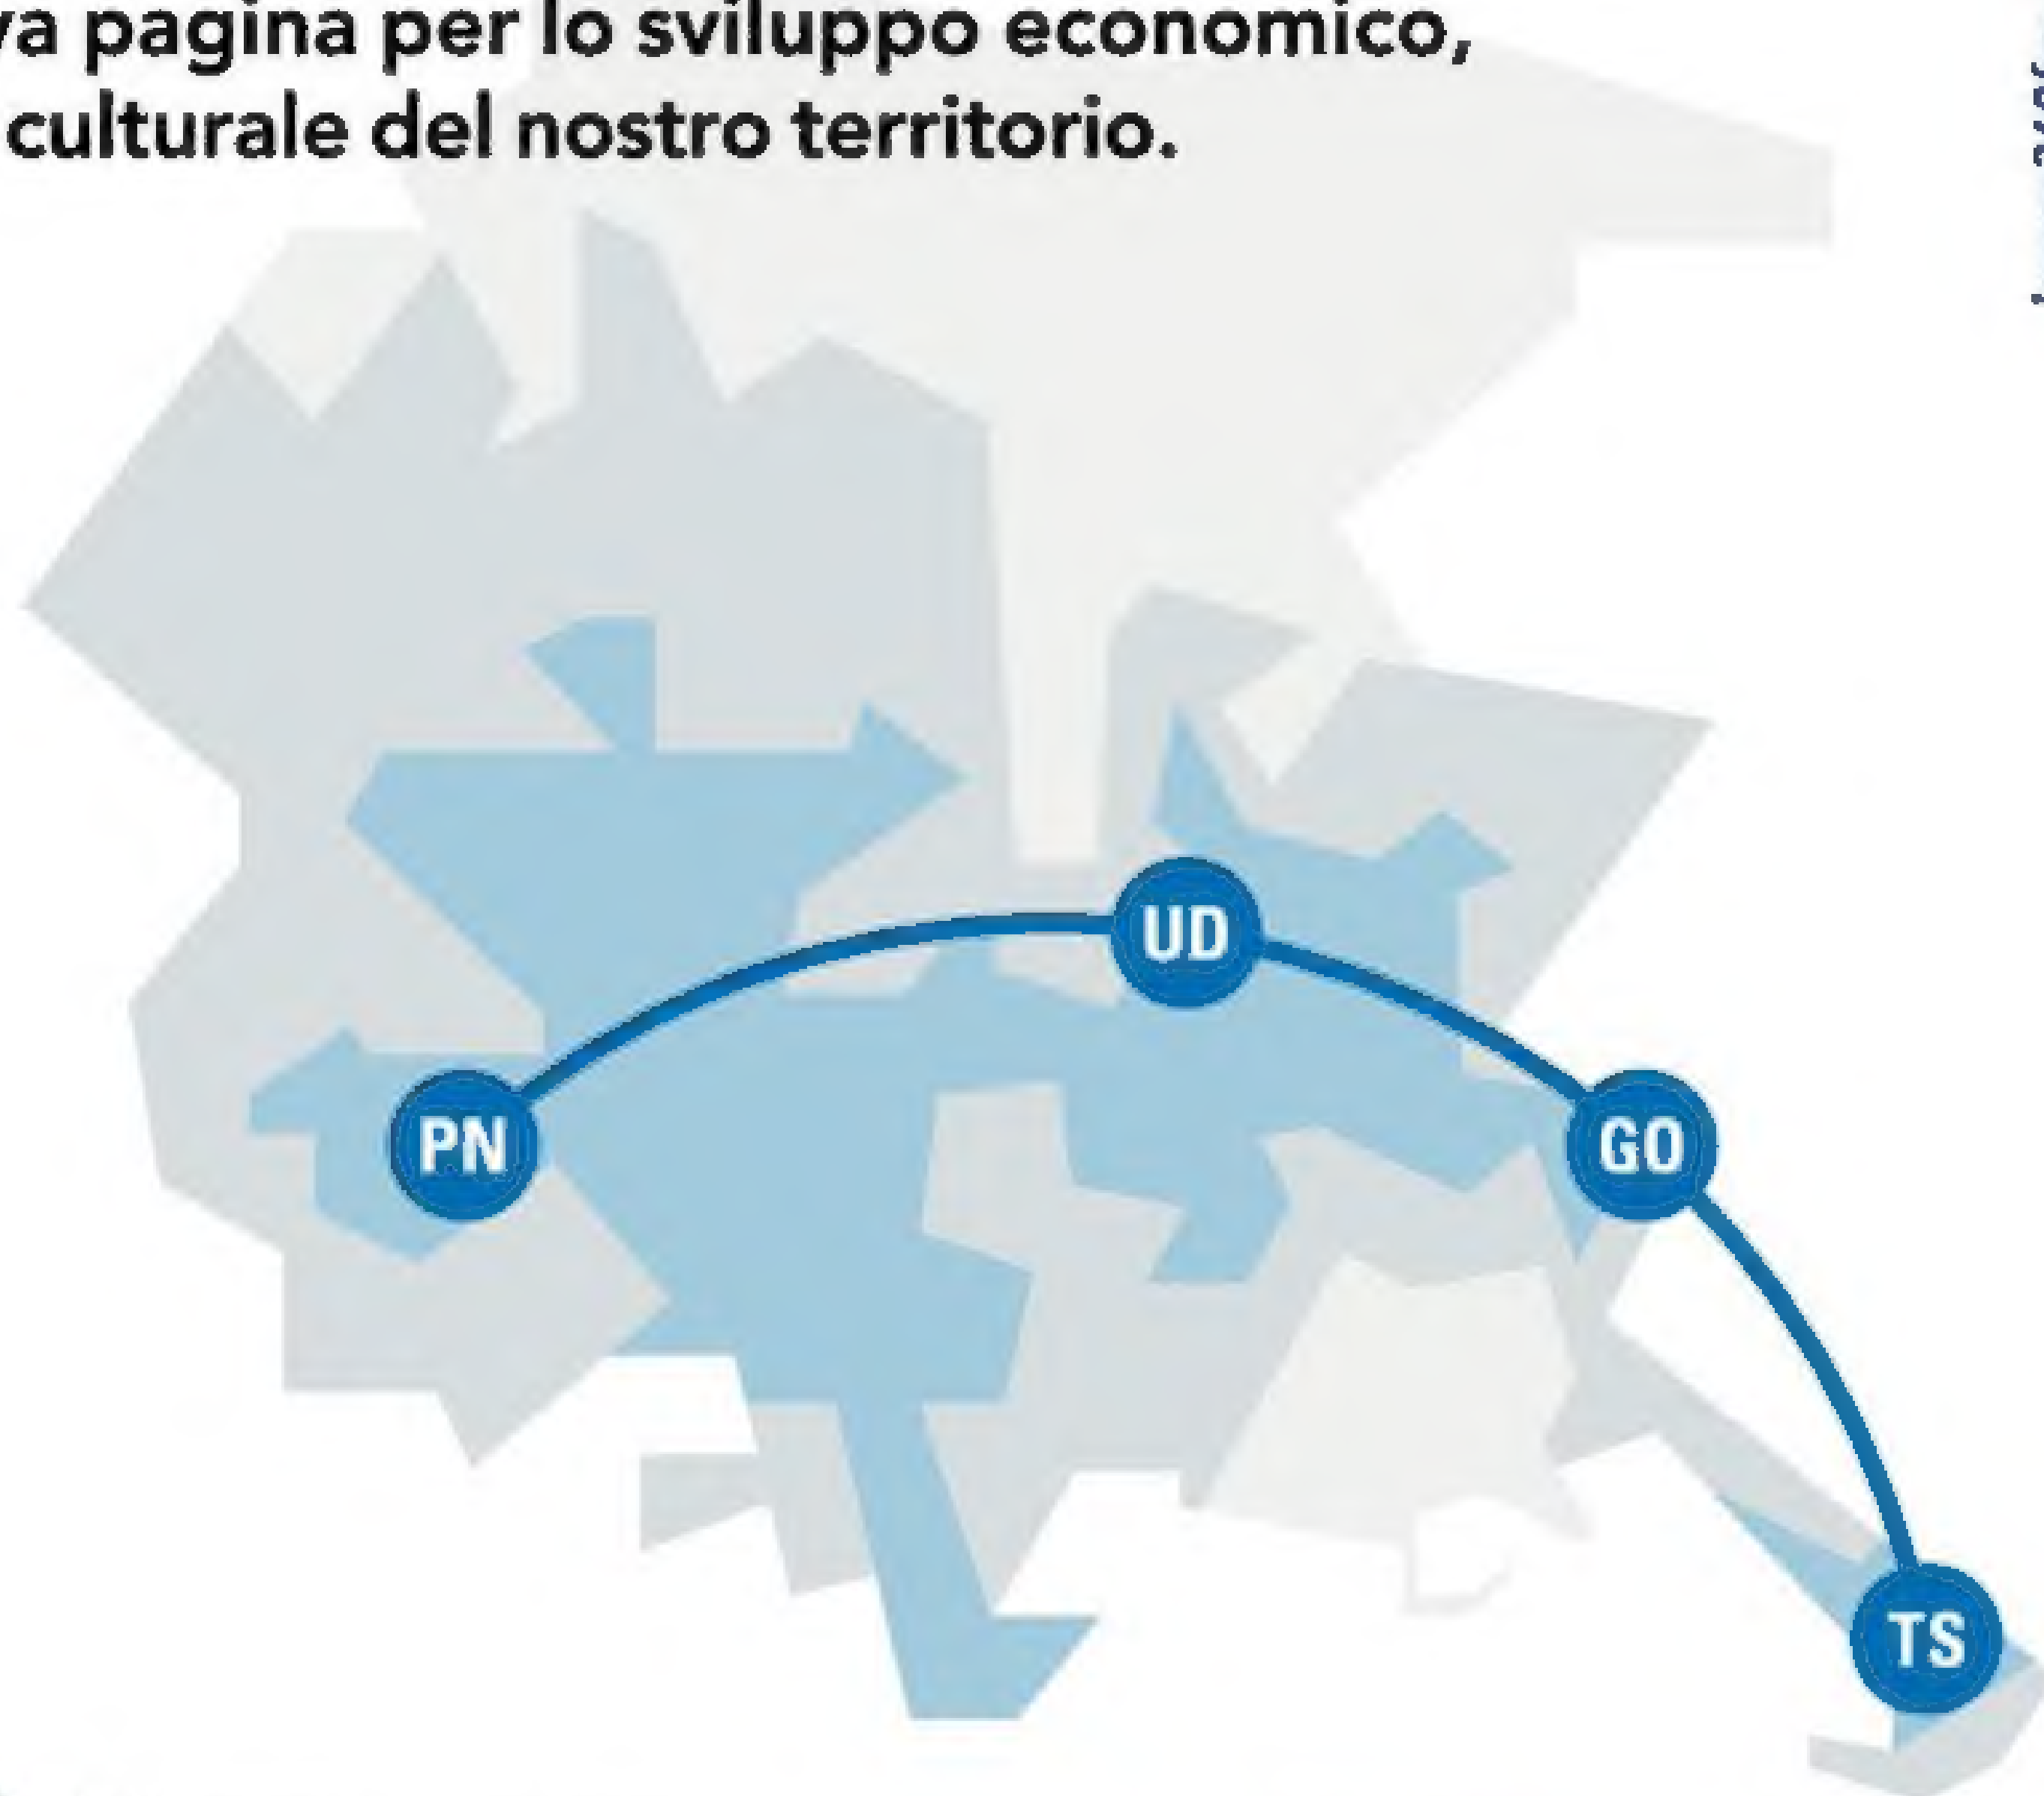 va pagina per lo sviluppo economico,
culturale del nostro territorio.
UD
PN
GO
TS